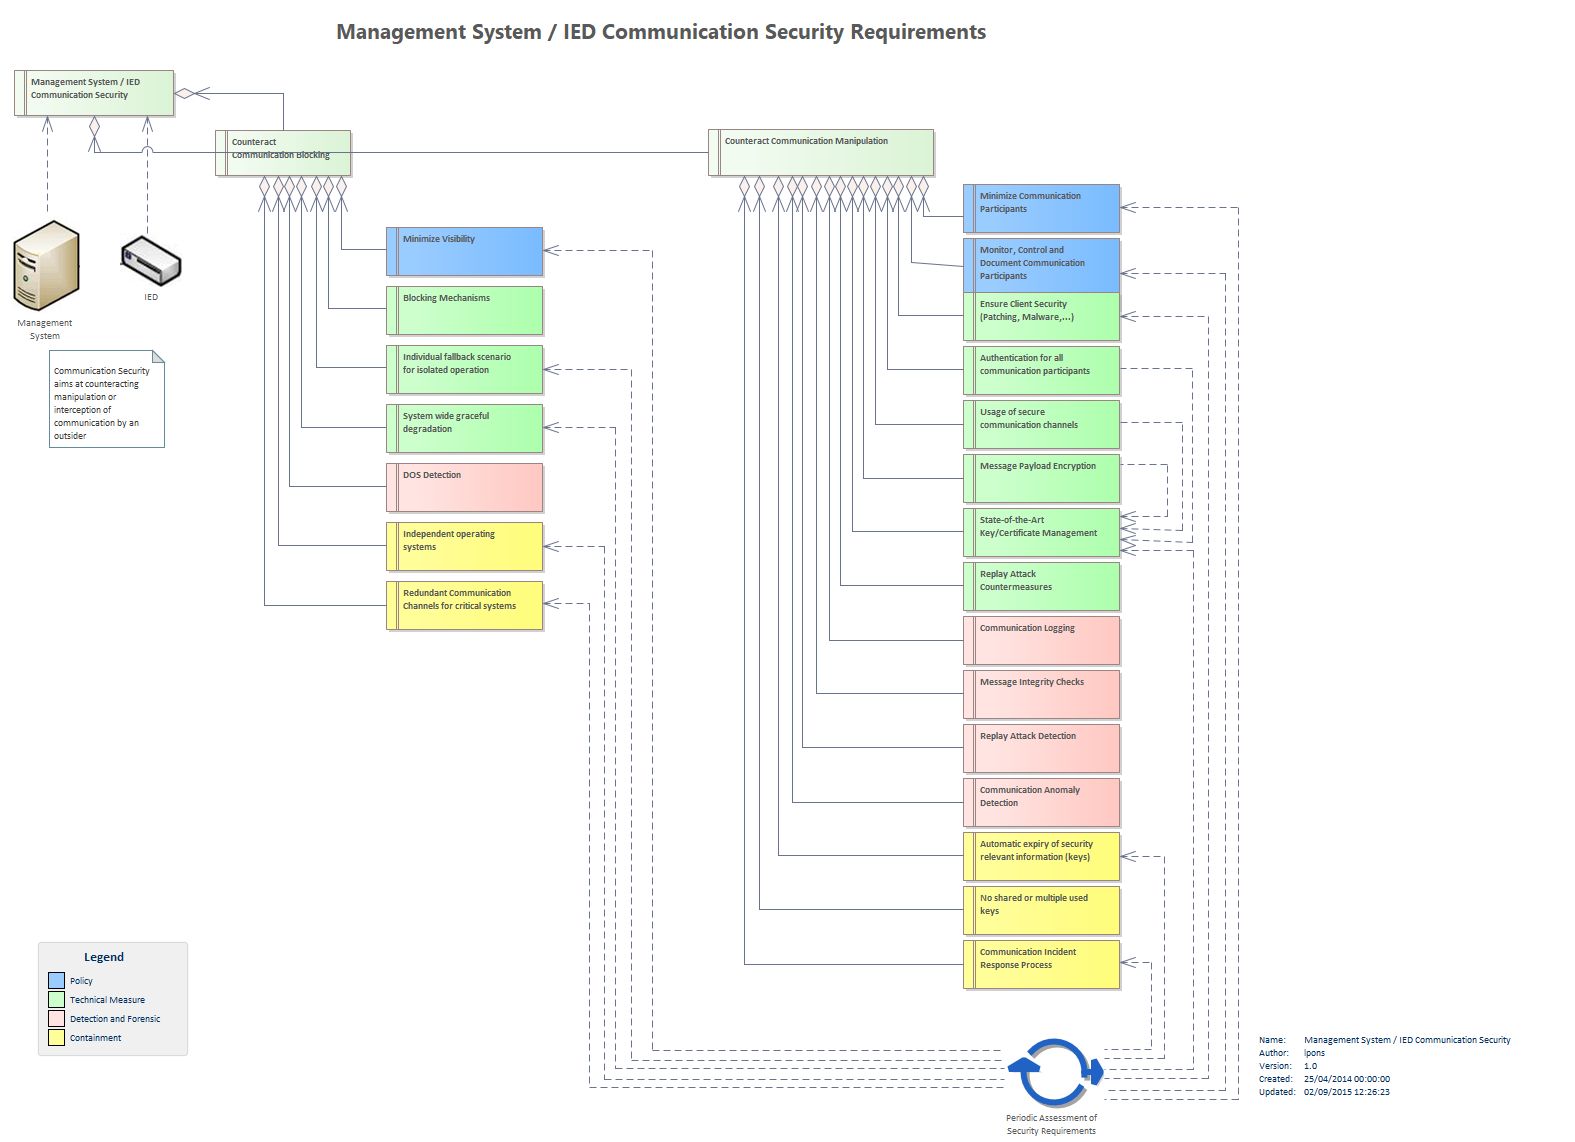 Management System / IED Communication Security Requirements
Management System / IED
Communication Security
Counteract
Communication Blocking
Counteract Communication Manipulation
Management
System
IED
Communication Security
aims at counteracting
manipulation or
interception of
communication by an
outsider
Minimize Visibility
Blocking Mechanisms
Individual fallback scenario
for isolated operation
System wide graceful
degradation
DOS Detection
Independent operating
systems
Redundant Communication
Channels for critical systems
Minimize Communication
Participants
Monitor, Control and
Document Communication
Participants
Ensure Client Security
(Patching, Malware,...)
Authentication for all
communication participants
Usage of secure
communication channels
Message Payload Encryption
State-of-the-Art
Key/Certificate Management
Replay Attack
Countermeasures
Communication Logging
Message Integrity Checks
Replay Attack Detection
Communication Anomaly
Detection
Automatic expiry of security
relevant information (keys)
No shared or multiple used
keys
Communication Incident
Response Process
Legend
Policy
Technical Measure
Detection and Forensic
Containment
Periodic Assessment of
Security Requirements
Name: Management System / IED Communication Security
Author: lpons
Version: 1.0
Created: 25/04/2014 00:00:00
Updated: 02/09/2015 12:26:23